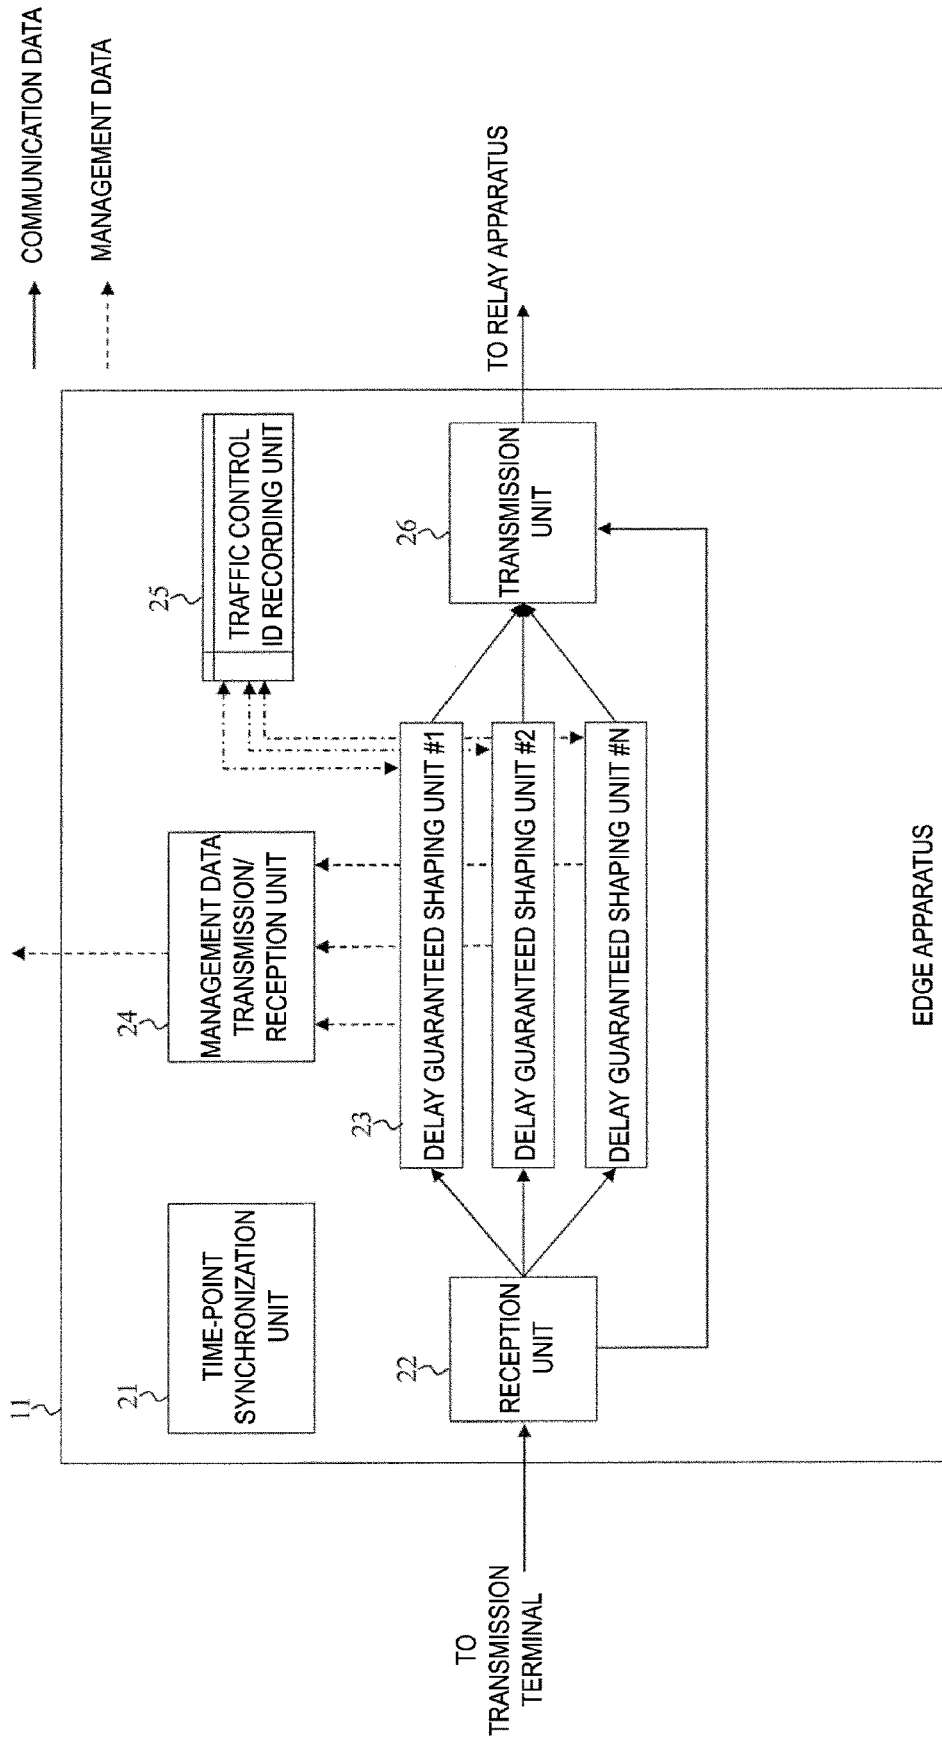 COMMUNICATION DATA
MANAGEMENT DATA
11
21
TIME-POINT
SYNCHRONIZATION
UNIT
24
MANAGEMENT DATA
TRANSMISSION/
RECEPTION UNIT
25
TRAFFIC CONTROL
ID RECORDING UNIT
TO
TRANSMISSION
TERMINAL
22
RECEPTION
UNIT
23
DELAY GUARANTEED SHAPING UNIT #1
DELAY GUARANTEED SHAPING UNIT #2
DELAY GUARANTEED SHAPING UNIT #N
26
TRANSMISSION
UNIT
TO RELAY APPARATUS
EDGE APPARATUS